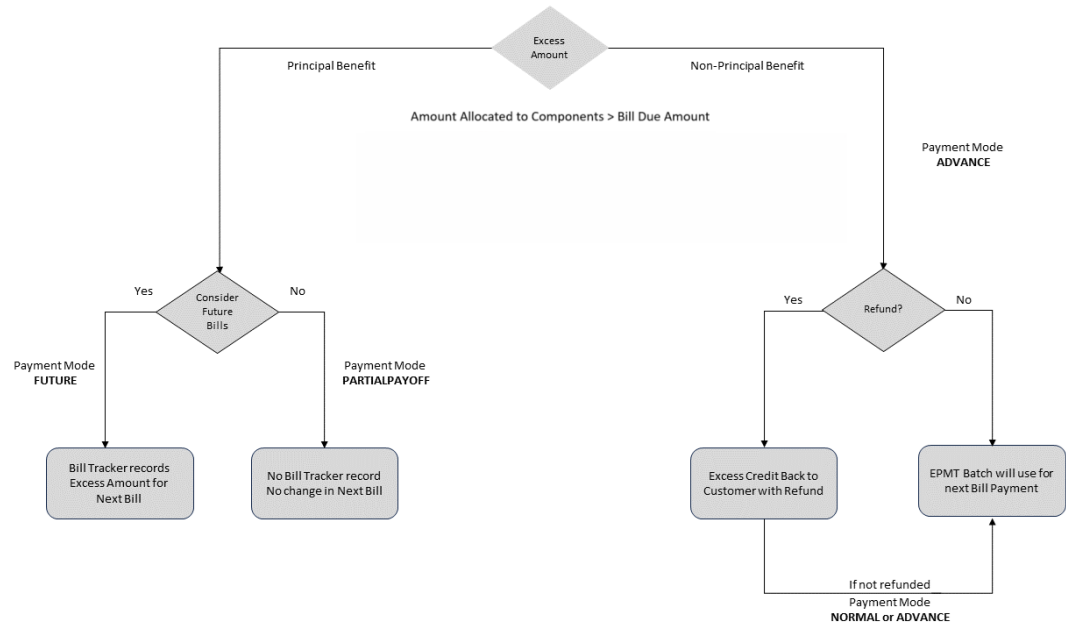 Excess
Amount
Principal Benefit
Non-Principal Benefit
Amount Allocated to Components > Bill Due Amount
Payment Mode
ADVANCE
Yes
Consider
Future
Bills
No
Yes
Refund?
No
Payment Mode
FUTURE
Payment Mode
PARTIALPAYOFF
Bill Tracker records
Excess Amount for
Next Bill
No Bill Tracker record
No change in Next Bill
Excess Credit Back to
Customer with Refund
EPMT Batch will use for
next Bill Payment
If not refunded
Payment Mode
NORMAL or ADVANCE